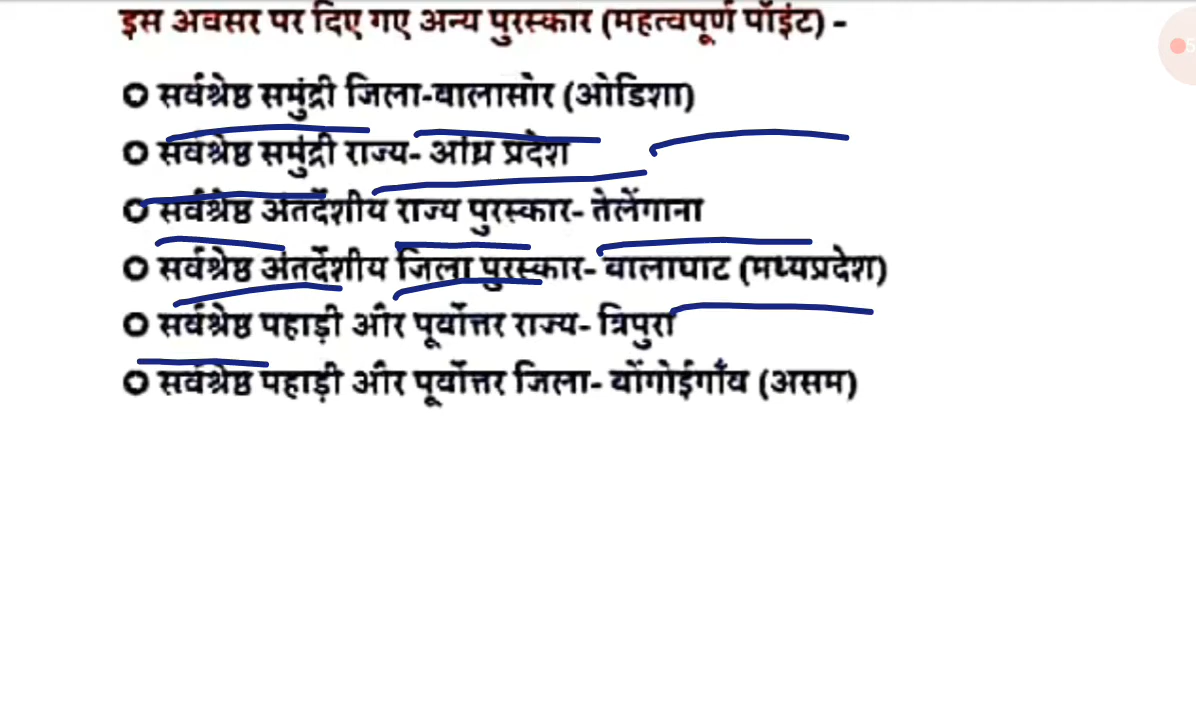 इस अवसर पर दिए गए अन्य पुरस्कार (महत्वपूर्ण पॉइंट) -
○ सर्वश्रेष्ठ समुंद्री जिला-बालासोर (ओडिशा)
○ सर्वश्रेष्ठ समुंद्री राज्य- आंध्र प्रदेश
○ सर्वश्रेष्ठ अंतर्देशीय राज्य पुरस्कार- तेलेंगाना
○ सर्वश्रेष्ठ अंतर्देशीय जिला पुरस्कार- बालाघाट (मध्यप्रदेश)
○ सर्वश्रेष्ठ पहाड़ी और पूर्वोत्तर राज्य- त्रिपुरा
○ सर्वश्रेष्ठ पहाड़ी और पूर्वोत्तर जिला- बोंगोईगाँव (असम)